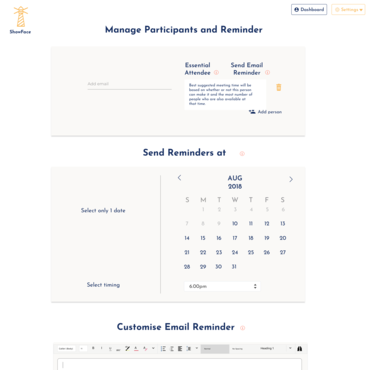 Dashboard
Settings
ShowFace
Manage Participants and Reminder
Essential
Attendee
Send Email
Reminder
Add email
Best suggested meeting time will be
based on whether or not this person
can make it and the most number of
people who are also available at
that time.
Add person
Send Reminders at
AUG
2018
S M T W T F S
1 2 3 4 5 6
7 8 9 10 11 12 13
14 15 16 17 18 19 20
21 22 23 24 25 26 27
28 29 30 31
Select only 1 date
Select timing
6:00pm
Customise Email Reminder
Heading 1